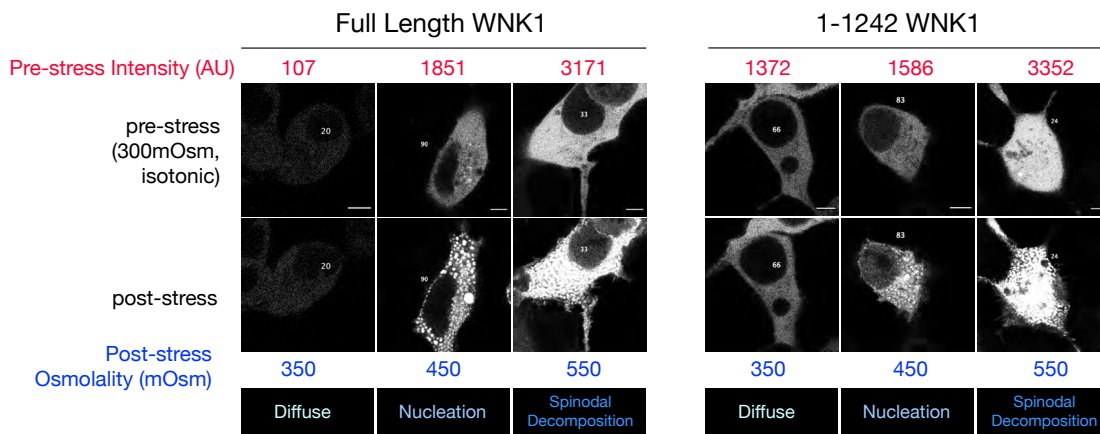 Full Length WNK1
1-1242 WNK1
Pre-stress Intensity (AU)
107
1851
3171
1372
1586
3352
pre-stress
(300mOsm,
isotonic)
20
90
33
66
83
24
post-stress
20
90
33
66
83
24
Post-stress
Osmolality (mOsm)
350
450
550
350
450
550
Diffuse
Nucleation
Spinodal
Decomposition
Diffuse
Nucleation
Spinodal
Decomposition